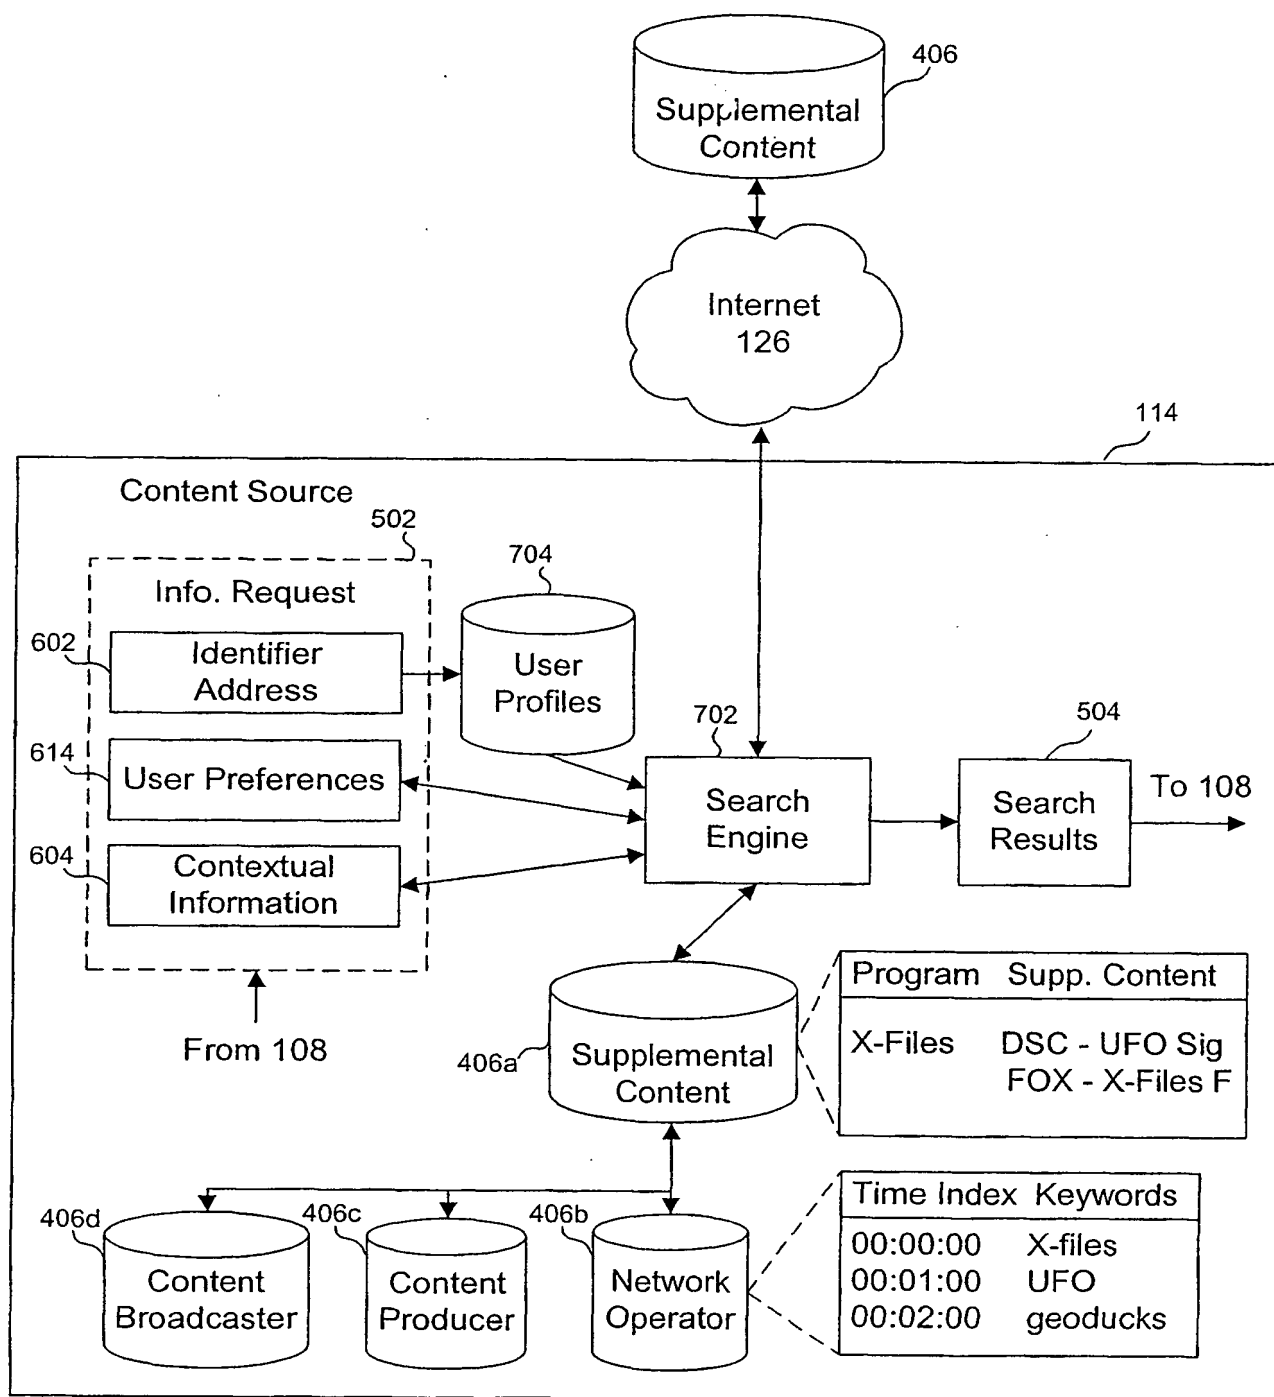 406
Supplemental
Content
Internet
126
114
Content Source
502
704
Info. Request
602
Identifier
Address
User
Profiles
702
504
614
User Preferences
Search
Engine
Search
Results
To 108
604
Contextual
Information
From 108
406a
Supplemental
Content
Program Supp. Content
X-Files DSC - UFO Sig
FOX - X-Files F
406d
Content
Broadcaster
406c
Content
Producer
406b
Network
Operator
Time Index Keywords
00:00:00 X-files
00:01:00 UFO
00:02:00 geoducks